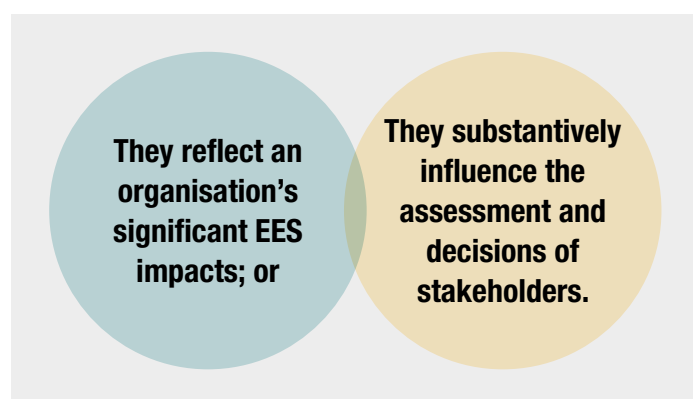 They reflect an
organisation’s
significant EES
impacts; or
They substantively
influence the
assessment and
decisions of
stakeholders.